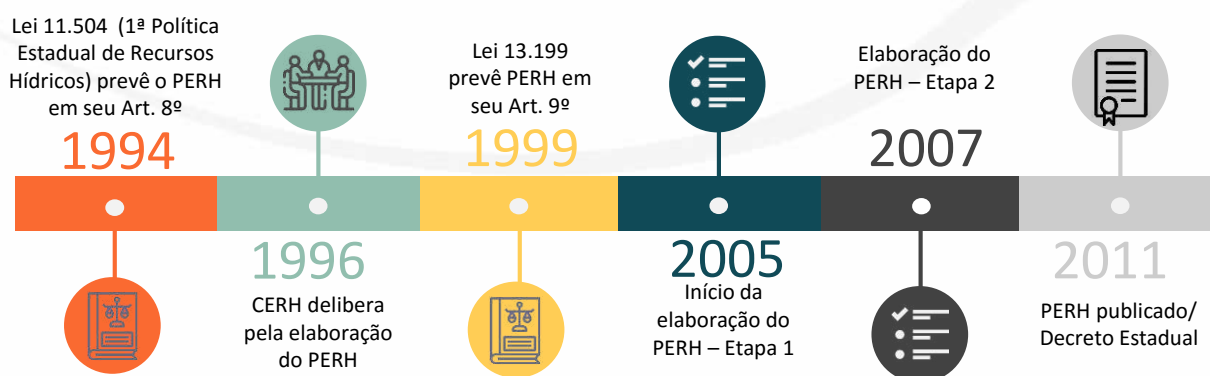 Lei 11.504 (1ª Política
Estadual de Recursos
Hídricos) prevê o PERH
em seu Art. 8º
1994
1996
CERH delibera
pela elaboração
do PERH
Lei 13.199
prevê PERH em
seu Art. 9º
1999
2005
Início da
elaboração do
PERH – Etapa 1
Elaboração do
PERH – Etapa 2
2007
2011
PERH publicado/
Decreto Estadual